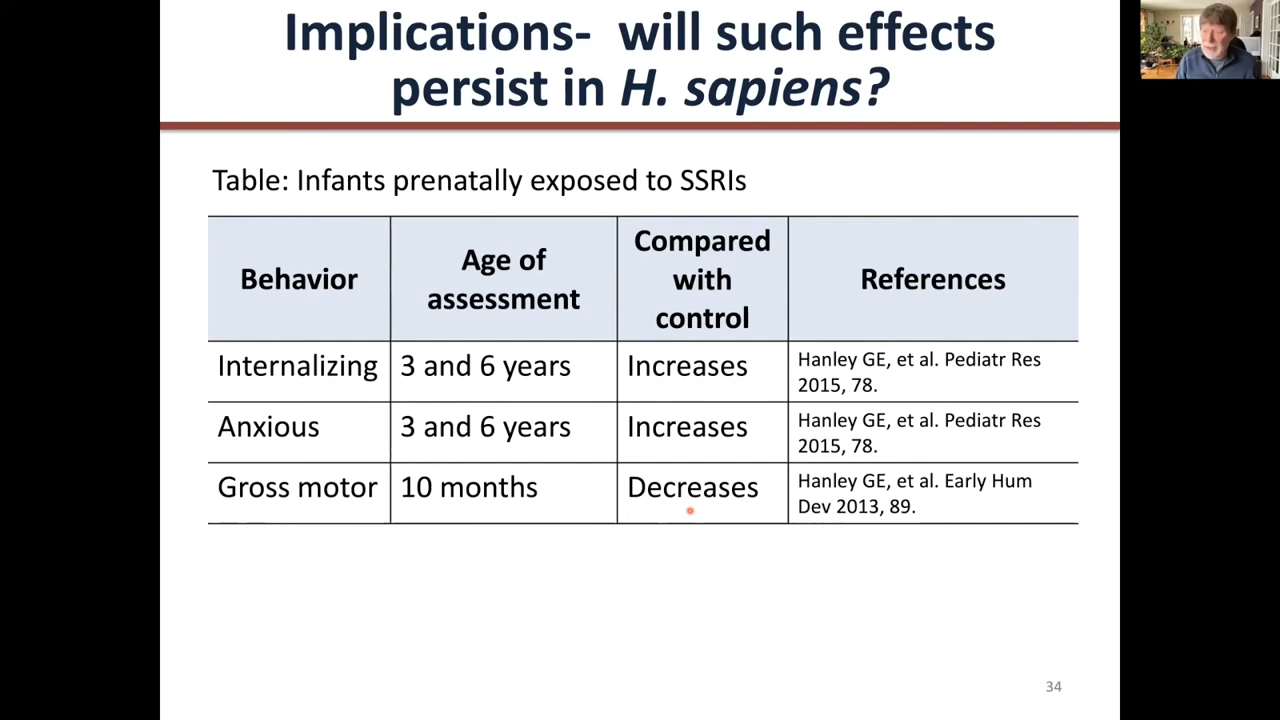 Implications-  will such effects
persist in H. sapiens?
Table: Infants prenatally exposed to SSRIs
Behavior
Age of
assessment
Compared
with
control
References
Internalizing
3 and 6 years
Increases
Hanley GE, et al. Pediatr Res
2015, 78.
Anxious
3 and 6 years
Increases
Hanley GE, et al. Pediatr Res
2015, 78.
Gross motor
10 months
Decreases
Hanley GE, et al. Early Hum
Dev 2013, 89.
34